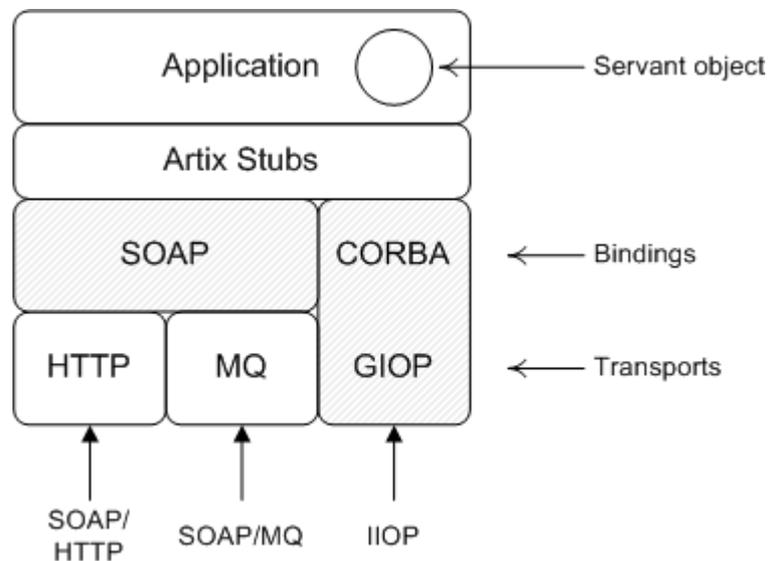 Application
Servant object
Artix Stubs
SOAP
CORBA
Bindings
HTTP
MQ
GIOP
Transports
SOAP/
HTTP
SOAP/MQ
IIOP